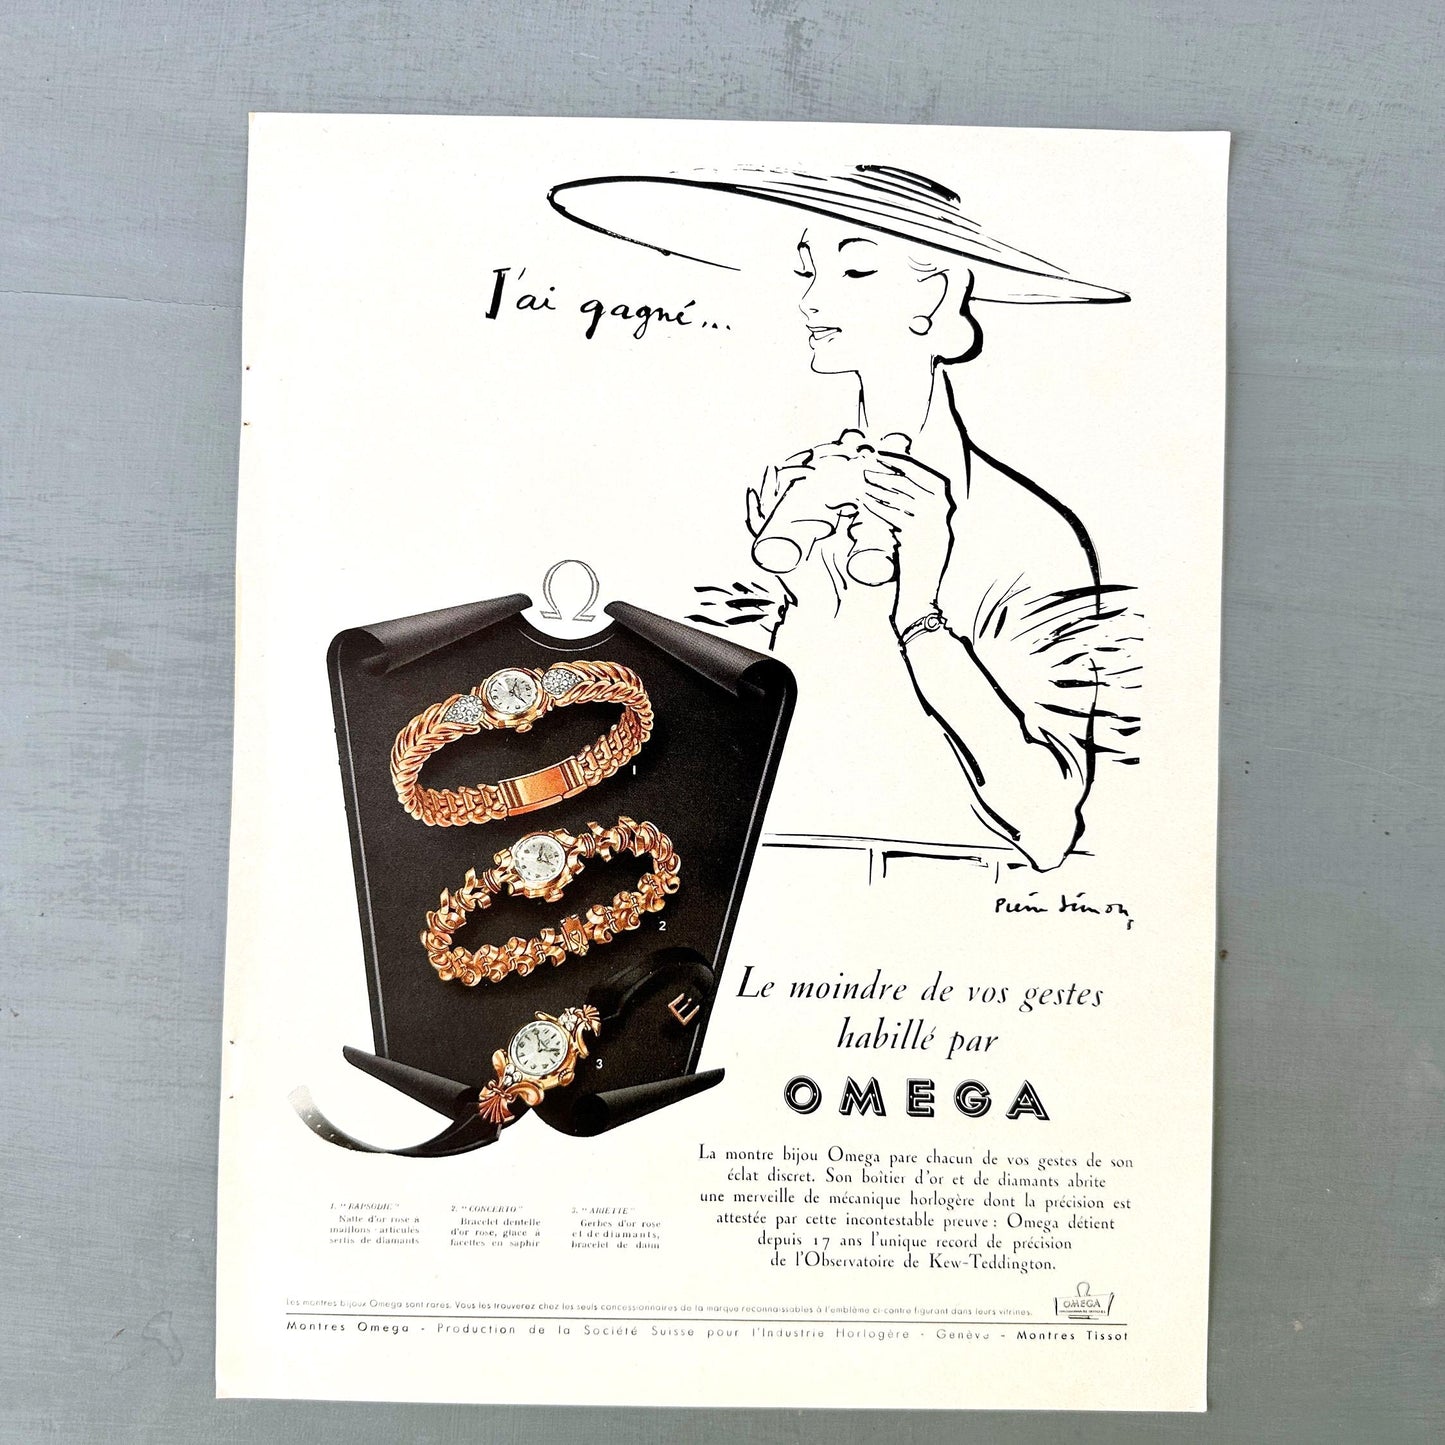 J'ai gagné...
1
2
E
3
Pierre Simon
Le moindre de vos gestes
habillé par
OMEGA
La montre bijou Omega pare chacun de vos gestes de son
éclat discret. Son boîtier d'or et de diamants abrite
une merveille de mécanique horlogère dont la précision est
attestée par cette incontestable preuve : Omega détient
depuis 17 ans l'unique record de précision
de l'Observatoire de Kew-Teddington.
1. "RAPSODIE"
Natte d'or rose à
maillons articulés
sertis de diamants
2. "CONCERTO"
Bracelet dentelle
d'or rose, glace à
facettes en saphir
3. "ARIETTE"
Gerbes d'or rose
et de diamants,
bracelet de daim
Les montres bijoux Omega sont rares. Vous les trouverez chez les seuls concessionnaires de la marque reconnaissables à l'emblème ci-contre figurant dans leurs vitrines.
Ω
OMEGA
Montres Omega - Production de la Société Suisse pour l'Industrie Horlogère - Genève - Montres Tissot